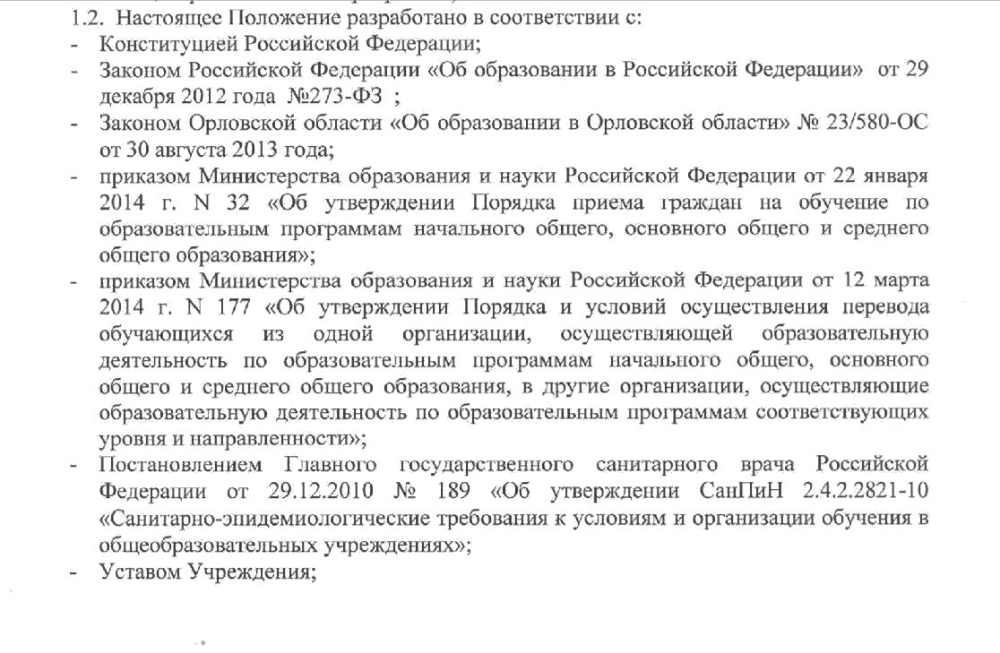 1.2. Настоящее Положение разработано в соответствии с:
- Конституцией Российской Федерации;
- Законом Российской Федерации «Об образовании в Российской Федерации» от 29
декабря 2012 года №273-ФЗ ;
- Законом Орловской области «Об образовании в Орловской области» № 23/580-ОС
от 30 августа 2013 года;
- приказом Министерства образования и науки Российской Федерации от 22 января
2014 г. N 32 «Об утверждении Порядка приема граждан на обучение по
образовательным программам начального общего, основного общего и среднего
общего образования»;
- приказом Министерства образования и науки Российской Федерации от 12 марта
2014 г. N 177 «Об утверждении Порядка и условий осуществления перевода
обучающихся из одной организации, осуществляющей образовательную
деятельность по образовательным программам начального общего, основного
общего и среднего общего образования, в другие организации, осуществляющие
образовательную деятельность по образовательным программам соответствующих
уровня и направленности»;
- Постановлением Главного государственного санитарного врача Российской
Федерации от 29.12.2010 № 189 «Об утверждении СанПиН 2.4.2.2821-10
«Санитарно-эпидемиологические требования к условиям и организации обучения в
общеобразовательных учреждениях»;
- Уставом Учреждения;